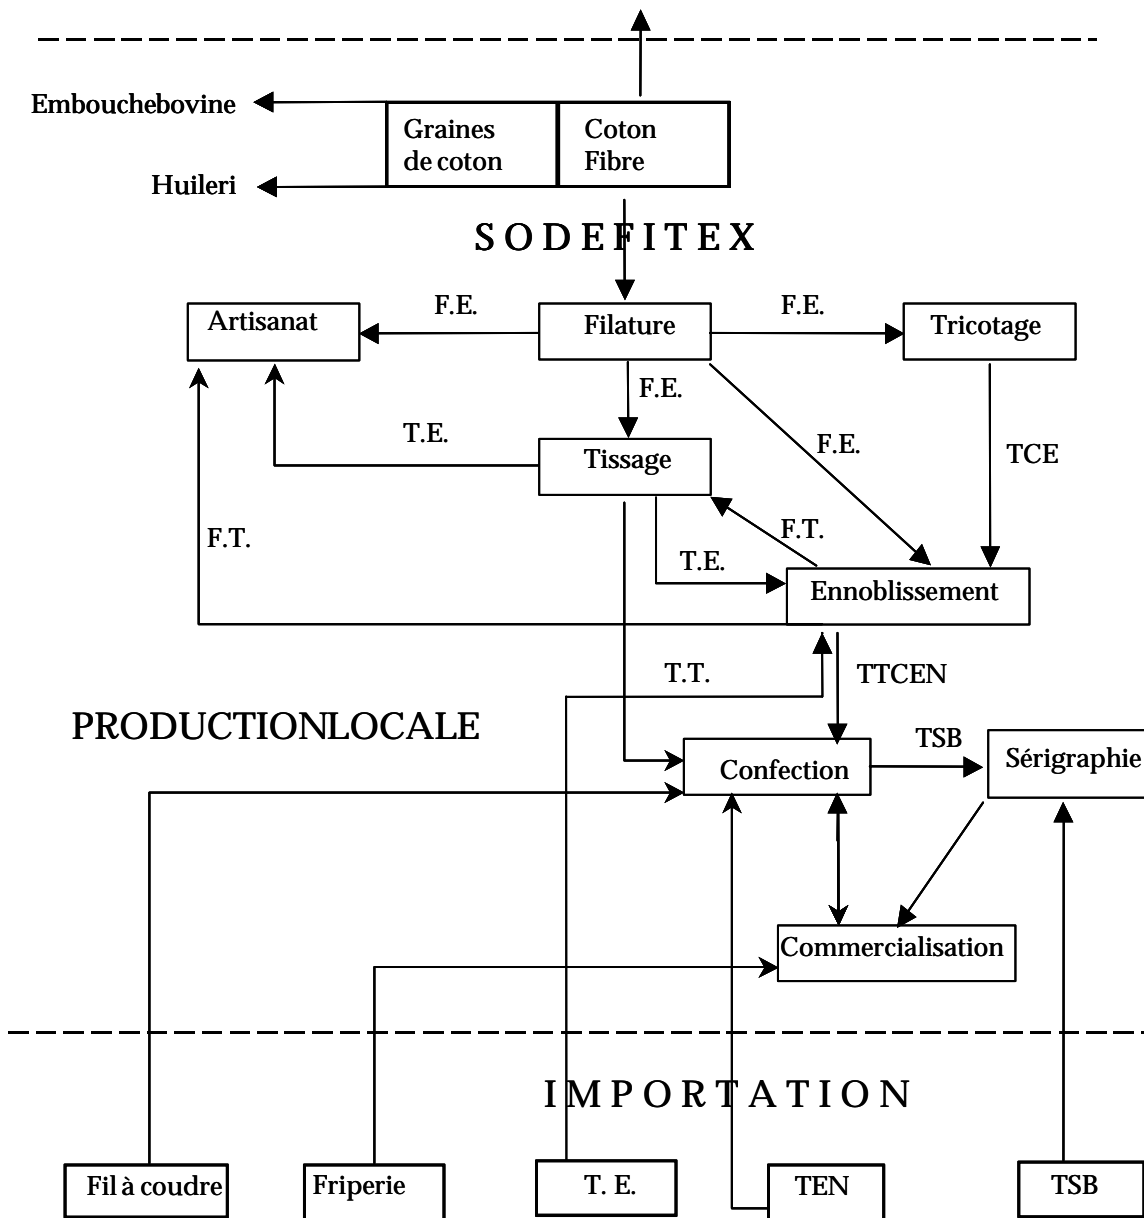 Embouchebovine
Graines
de coton
Coton
Fibre
Huileri
SODEFITEX
Artisanat
F.E.
Filature
F.E.
Tricotage
F.E.
T.E.
Tissage
F.E.
TCE
F.T.
F.T.
T.E.
Ennoblissement
T.T.
TTCEN
PRODUCTIONLOCALE
TSB
Confection
Sérigraphie
Commercialisation
IMPORTATION
Fil à coudre
Friperie
T. E.
TEN
TSB